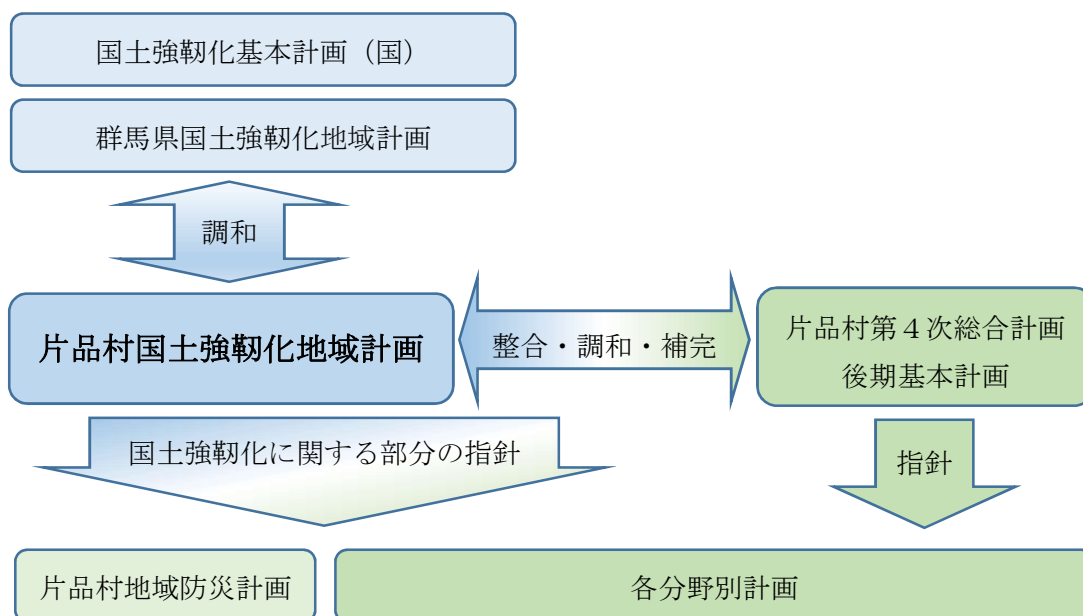 国土強靭化基本計画（国）
群馬県国土強靭化地域計画
調和
片品村国土強靭化地域計画
整合・調和・補完
片品村第４次総合計画
後期基本計画
国土強靭化に関する部分の指針
指針
片品村地域防災計画
各分野別計画